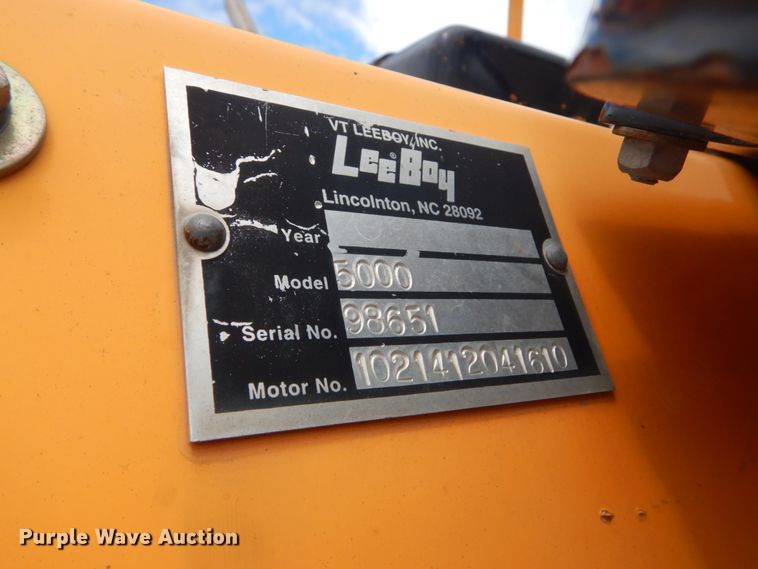 VT LEEBOY, INC.
LeeBoy®
Lincolnton, NC 28092
Year
Model 5000
Serial No. 98651
Motor No. 1021412041610
Purple Wave Auction